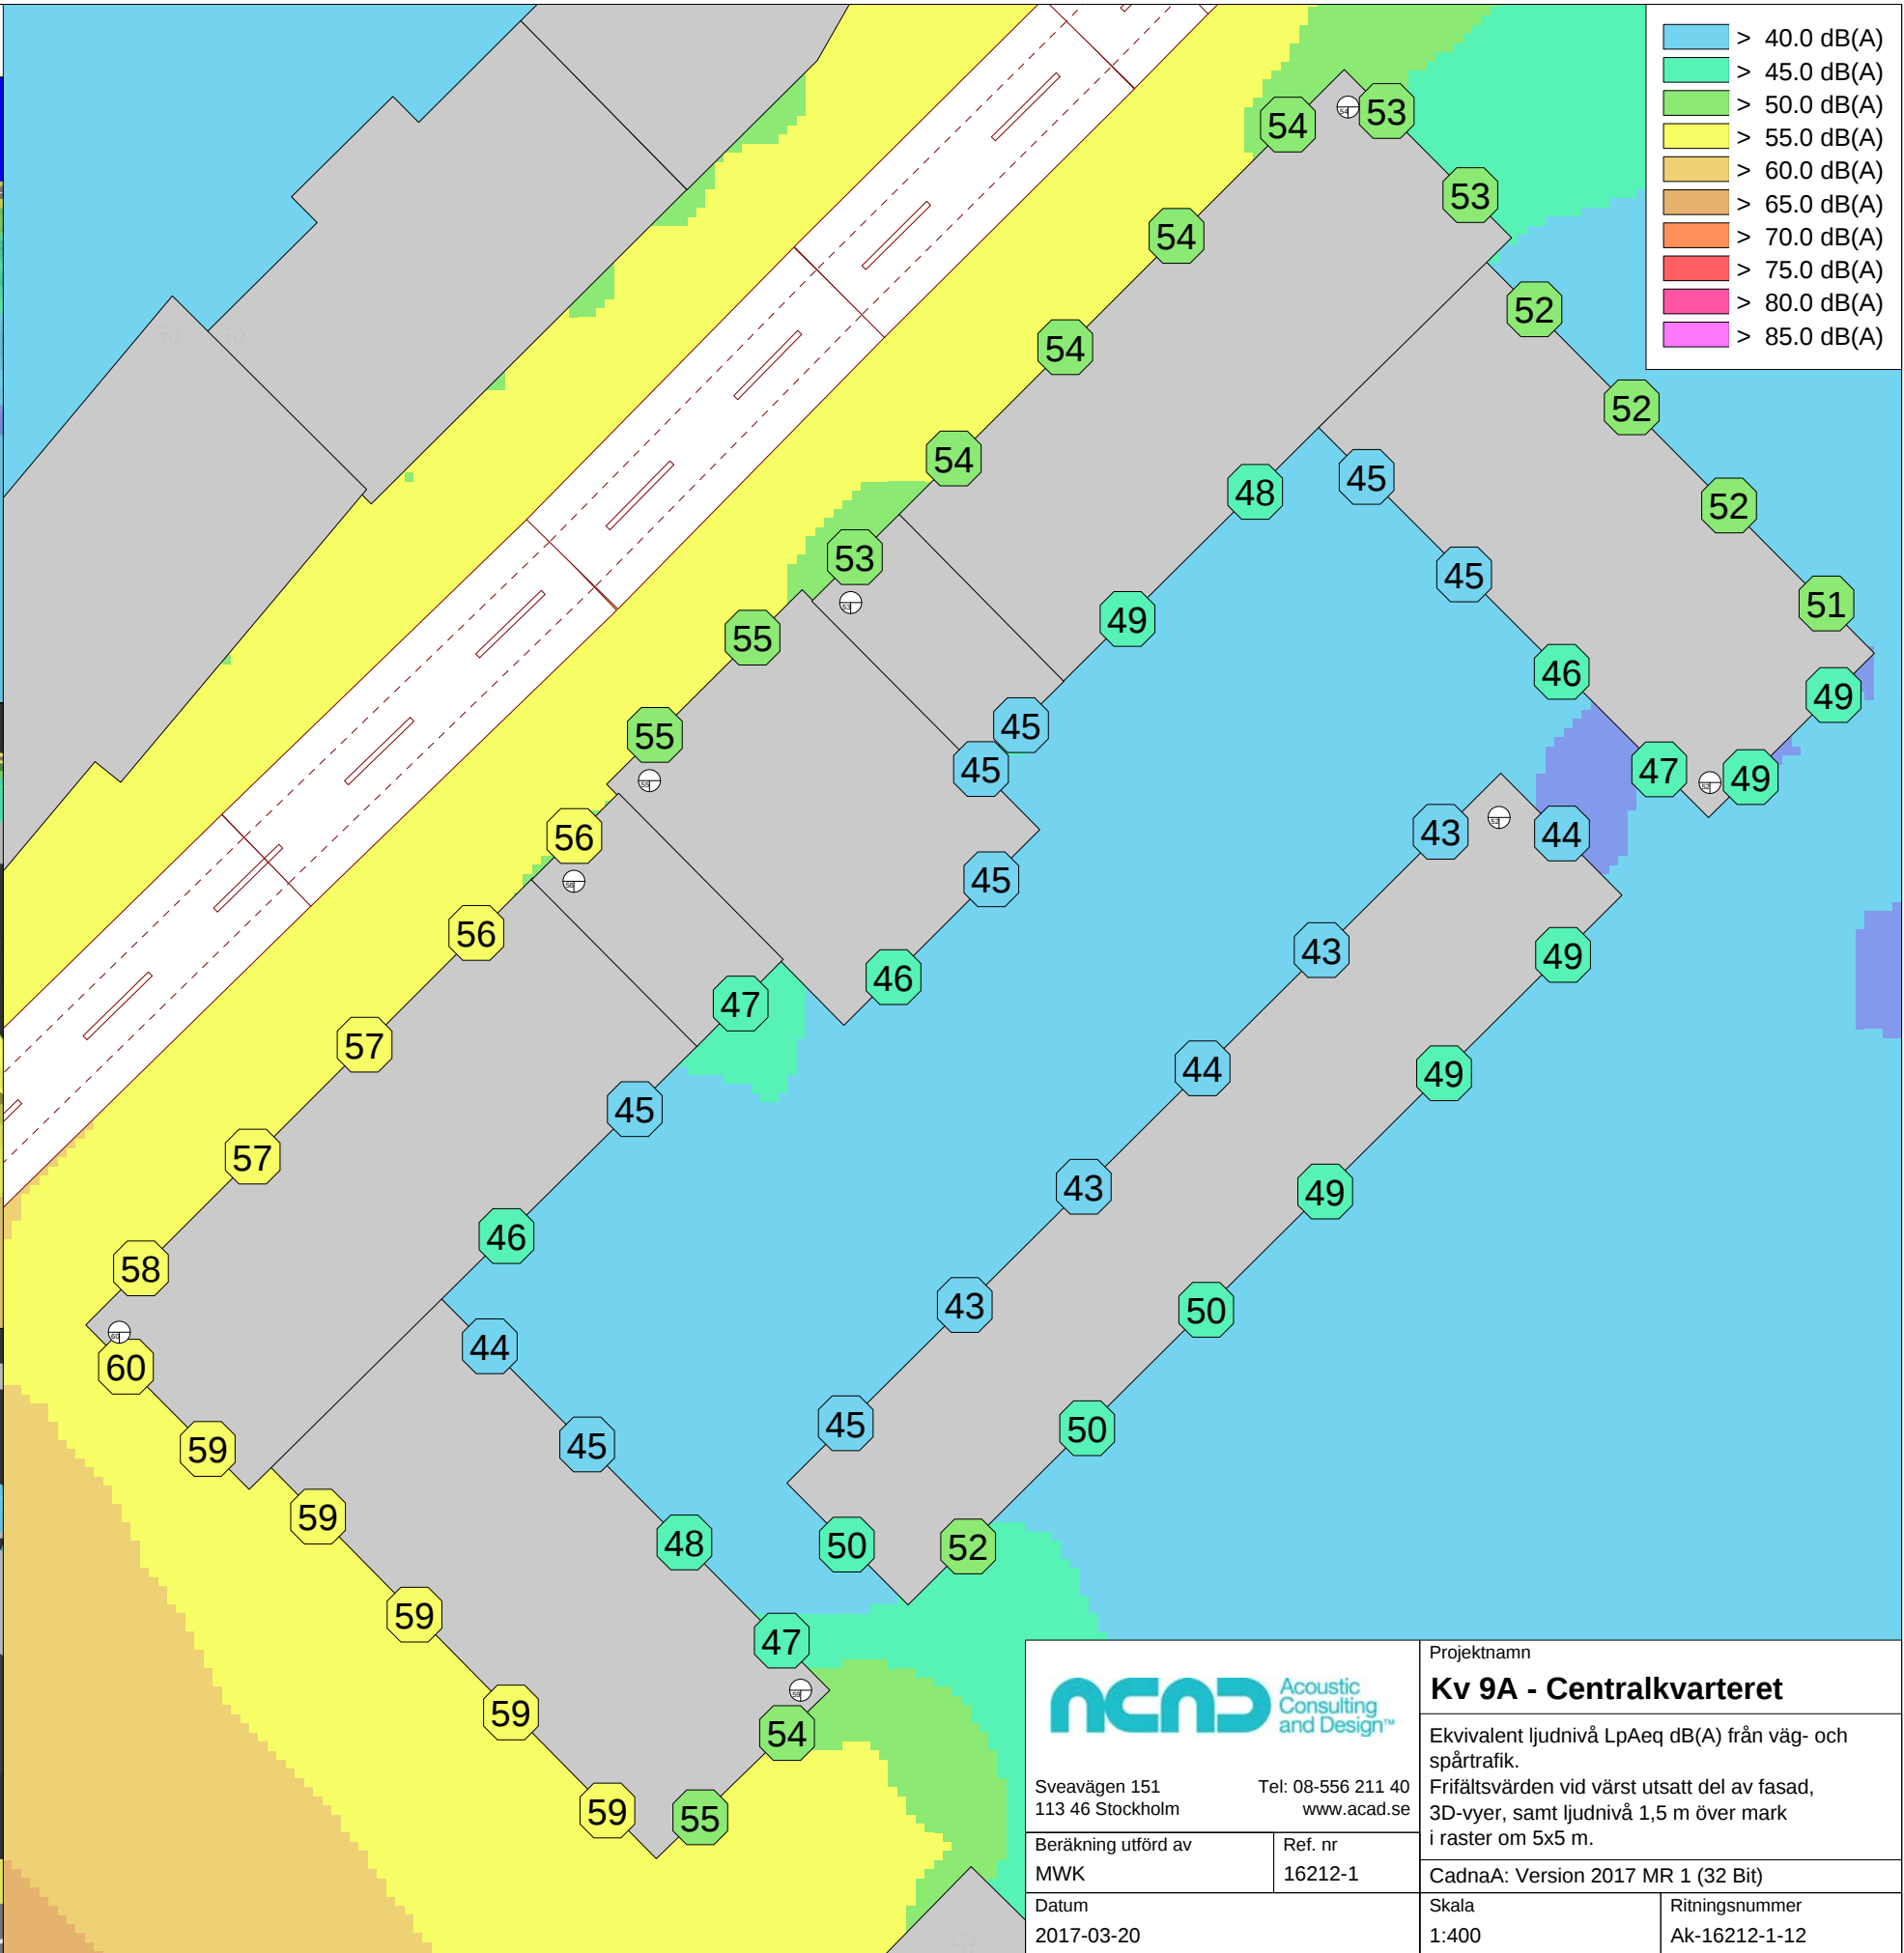 > 40.0 dB(A)
> 45.0 dB(A)
> 50.0 dB(A)
> 55.0 dB(A)
> 60.0 dB(A)
> 65.0 dB(A)
> 70.0 dB(A)
> 75.0 dB(A)
> 80.0 dB(A)
> 85.0 dB(A)
54
53
54
53
54
52
54
52
48
45
52
53
45
51
49
55
46
49
45
55
45
47
49
56
43
44
45
56
43
49
46
47
57
44
49
45
57
43
49
46
58
43
50
44
60
45
50
59
45
59
48
50
52
59
47
59
54
59
55
ACAD
Acoustic
Consulting
and Design™
Sveavägen 151
113 46 Stockholm
Tel: 08-556 211 40
www.acad.se
Beräkning utförd av
MWK
Ref. nr
16212-1
Datum
2017-03-20
Projektnamn
Kv 9A - Centralkvarteret
Ekvivalent ljudnivå LpAeq dB(A) från väg- och
spårtrafik.
Frifältsvärden vid värst utsatt del av fasad,
3D-vyer, samt ljudnivå 1,5 m över mark
i raster om 5x5 m.
CadnaA: Version 2017 MR 1 (32 Bit)
Skala
1:400
Ritningsnummer
Ak-16212-1-12